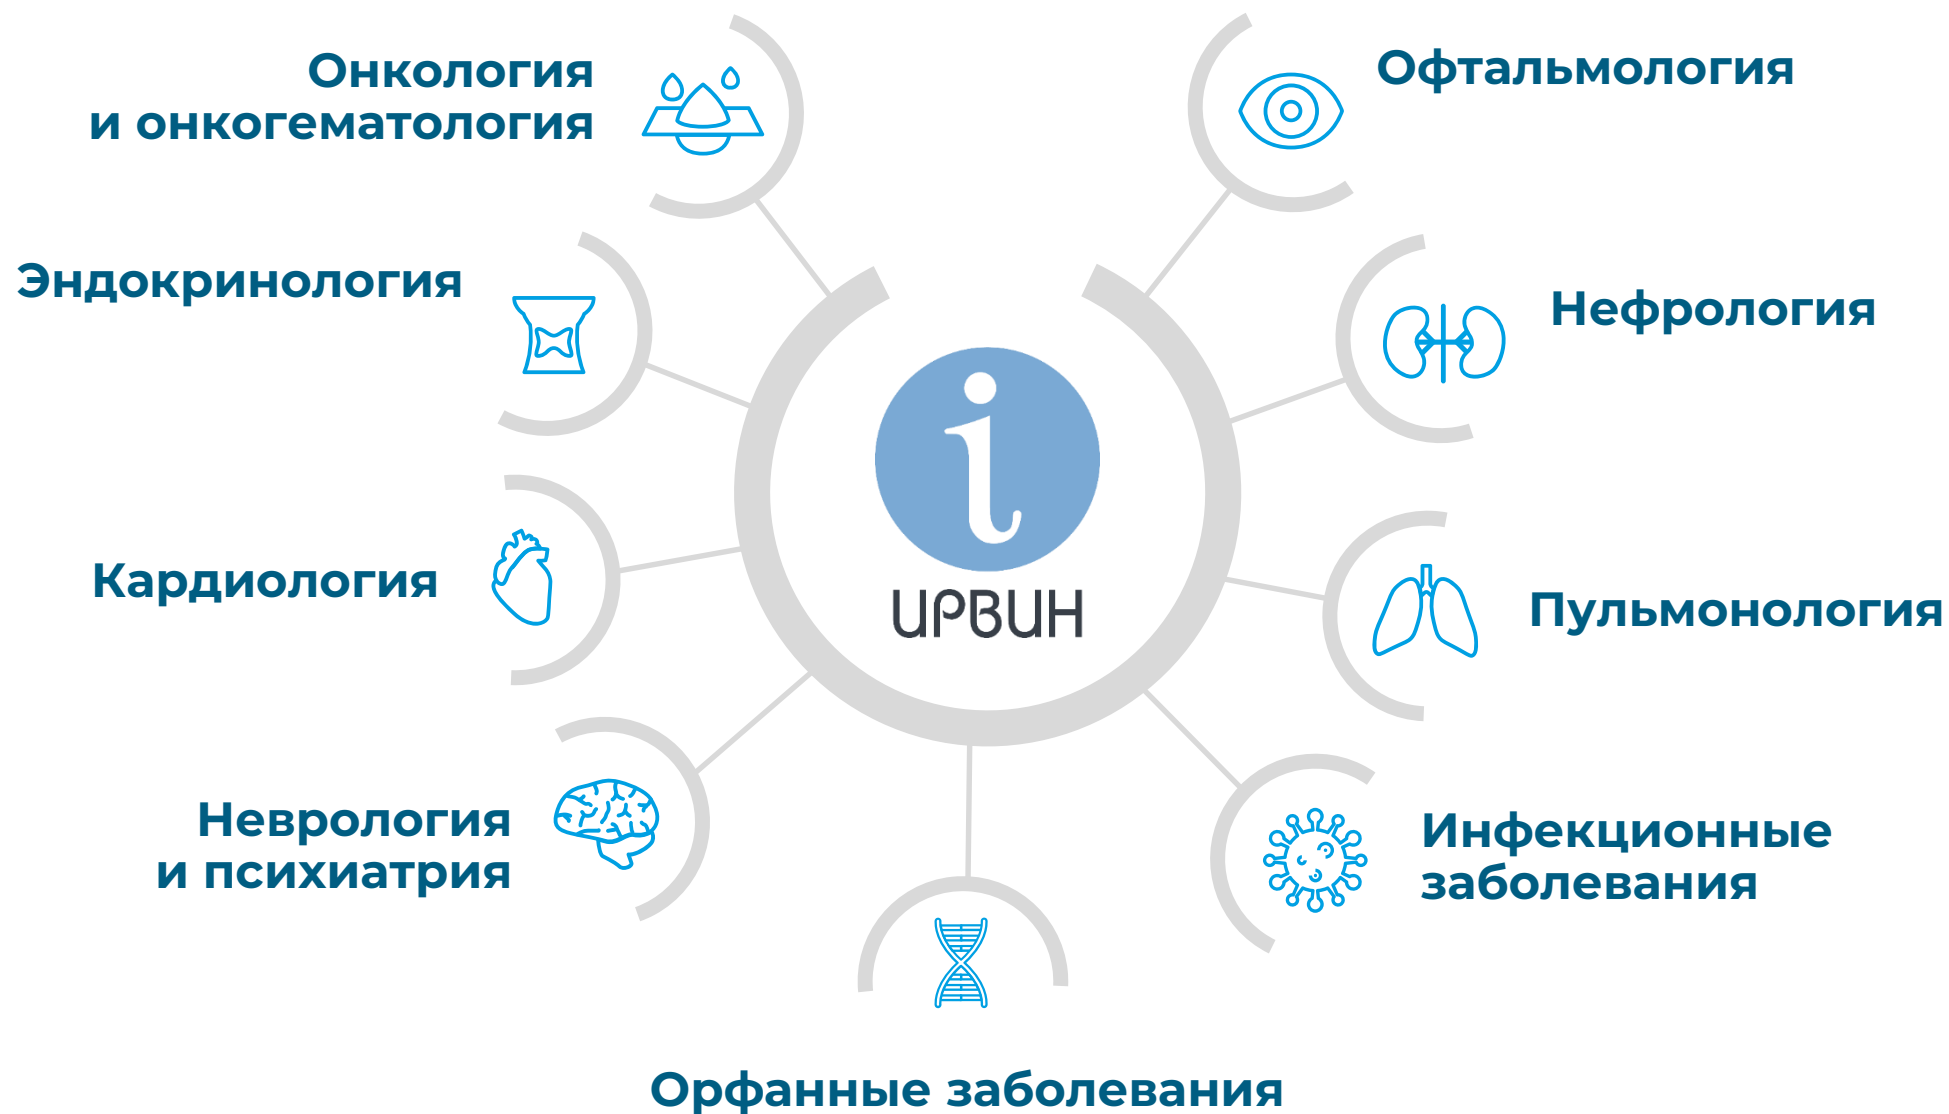 Онкология
и онкогематология
Офтальмология
Эндокринология
Нефрология
ИРВИН
Кардиология
Пульмонология
Неврология
и психиатрия
Инфекционные
заболевания
Орфанные заболевания